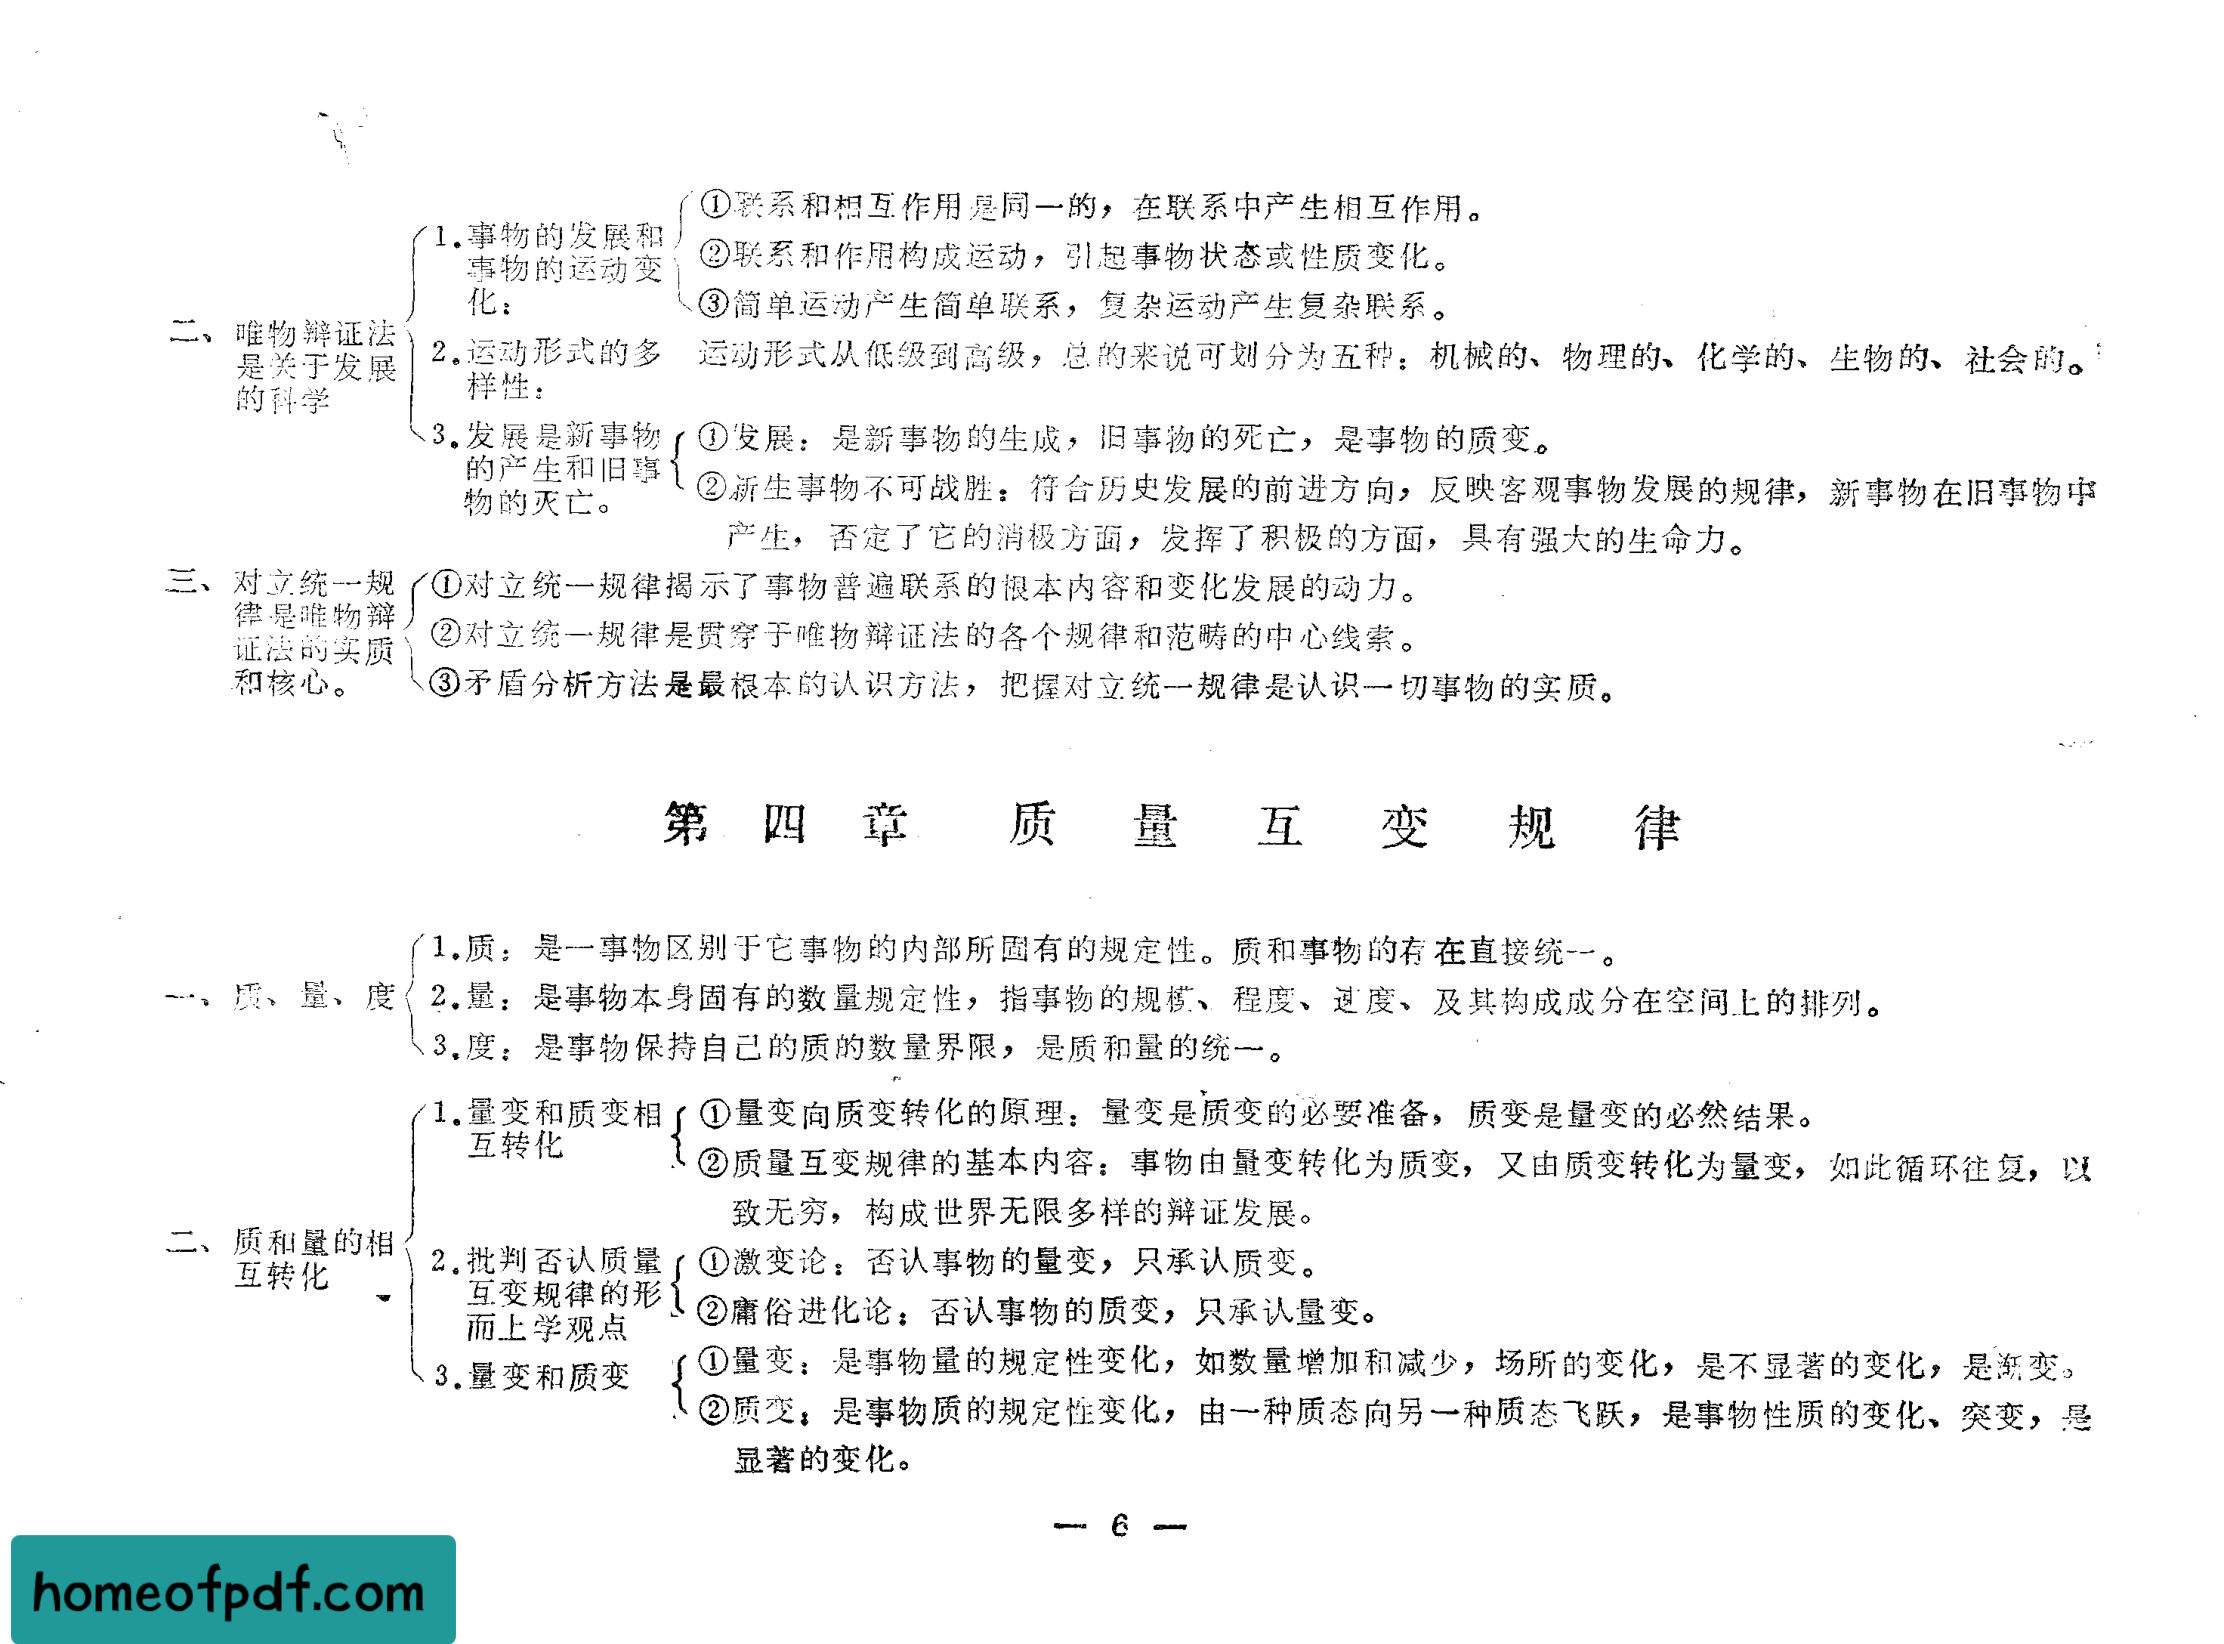 二、唯物辩证法
是关于发展
的科学
1.事物的发展和
事物的运动变
化：
①联系和相互作用是同一的，在联系中产生相互作用。
②联系和作用构成运动，引起事物状态或性质变化。
③简单运动产生简单联系，复杂运动产生复杂联系。
2.运动形式的多
样性：
运动形式从低级到高级，总的来说可划分为五种：机械的、物理的、化学的、生物的、社会的。
3.发展是新事物
的产生和旧事
物的灭亡。
①发展：是新事物的生成，旧事物的死亡，是事物的质变。
②新生事物不可战胜：符合历史发展的前进方向，反映客观事物发展的规律，新事物在旧事物中
产生，否定了它的消极方面，发挥了积极的方面，具有强大的生命力。
三、对立统一规
律是唯物辩
证法的实质
和核心。
①对立统一规律揭示了事物普遍联系的根本内容和变化发展的动力。
②对立统一规律是贯穿于唯物辩证法的各个规律和范畴的中心线索。
③矛盾分析方法是最根本的认识方法，把握对立统一规律是认识一切事物的实质。
第四章 质量互变规律
一、质、量、度
1.质：是一事物区别于它事物的内部所固有的规定性。质和事物的存在直接统一。
2.量：是事物本身固有的数量规定性，指事物的规模、程度、速度、及其构成成分在空间上的排列。
3.度：是事物保持自己的质的数量界限，是质和量的统一。
二、质和量的相
互转化
1.量变和质变相
互转化
①量变向质变转化的原理：量变是质变的必要准备，质变是量变的必然结果。
②质量互变规律的基本内容：事物由量变转化为质变，又由质变转化为量变，如此循环往复，以
致无穷，构成世界无限多样的辩证发展。
2.批判否认质量
互变规律的形
而上学观点
①激变论：否认事物的量变，只承认质变。
②庸俗进化论：否认事物的质变，只承认量变。
3.量变和质变
①量变：是事物量的规定性变化，如数量增加和减少，场所的变化，是不显著的变化，是渐变。
②质变：是事物质的规定性变化，由一种质态向另一种质态飞跃，是事物性质的变化、突变，是
显著的变化。
— 6 —
homeofpdf.com